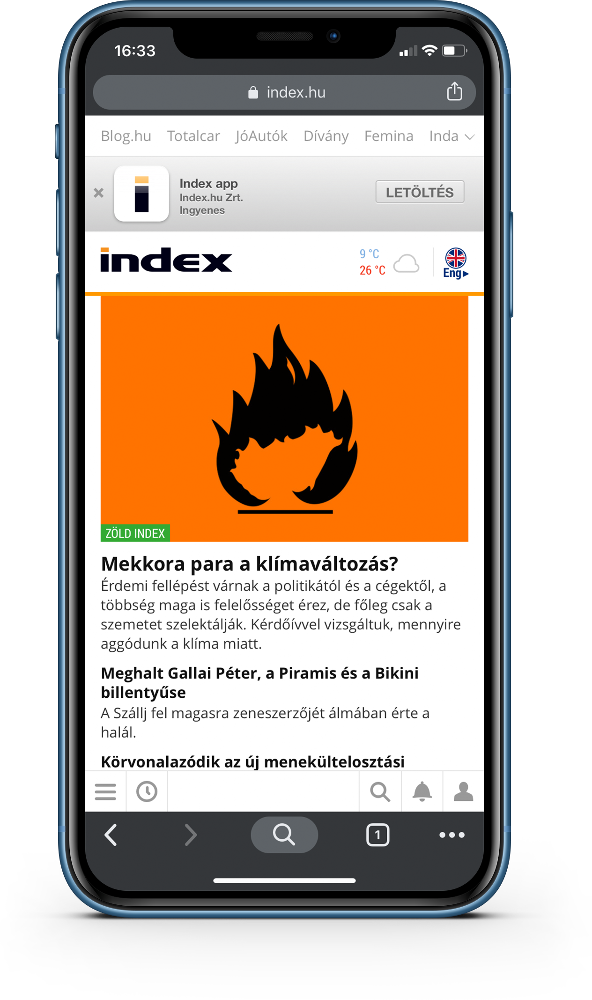 16:33
index.hu
Blog.hu Totalcar JóAutók Dívány Femina Inda
Index app
Index.hu Zrt.
Ingyenes
LETÖLTÉS
index
9 °C
26 °C
Eng
ZÖLD INDEX
Mekkora para a klímaváltozás?
Érdemi fellépést várnak a politikától és a cégektől, a
többség maga is felelősséget érez, de főleg csak a
szemetet szelektálják. Kérdőívvel vizsgáltuk, mennyire
aggódunk a klíma miatt.
Meghalt Gallai Péter, a Piramis és a Bikini
billentyűse
A Szállj fel magasra zeneszerzőjét álmában érte a
halál.
Körvonalazódik az új menekültelosztási
1